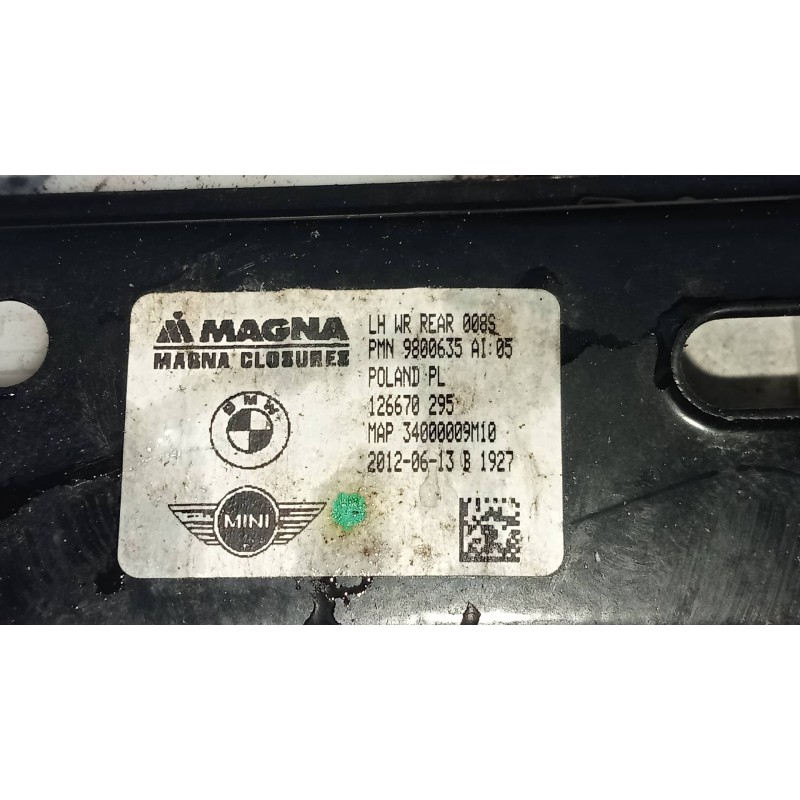 MAGNA
MAGNA CLOSURES
BMW
MINI
LH WR REAR 008S
PMN 9800635 AI:05
POLAND PL
126670 295
MAP 34000009M10
2012-06-13 B 1927